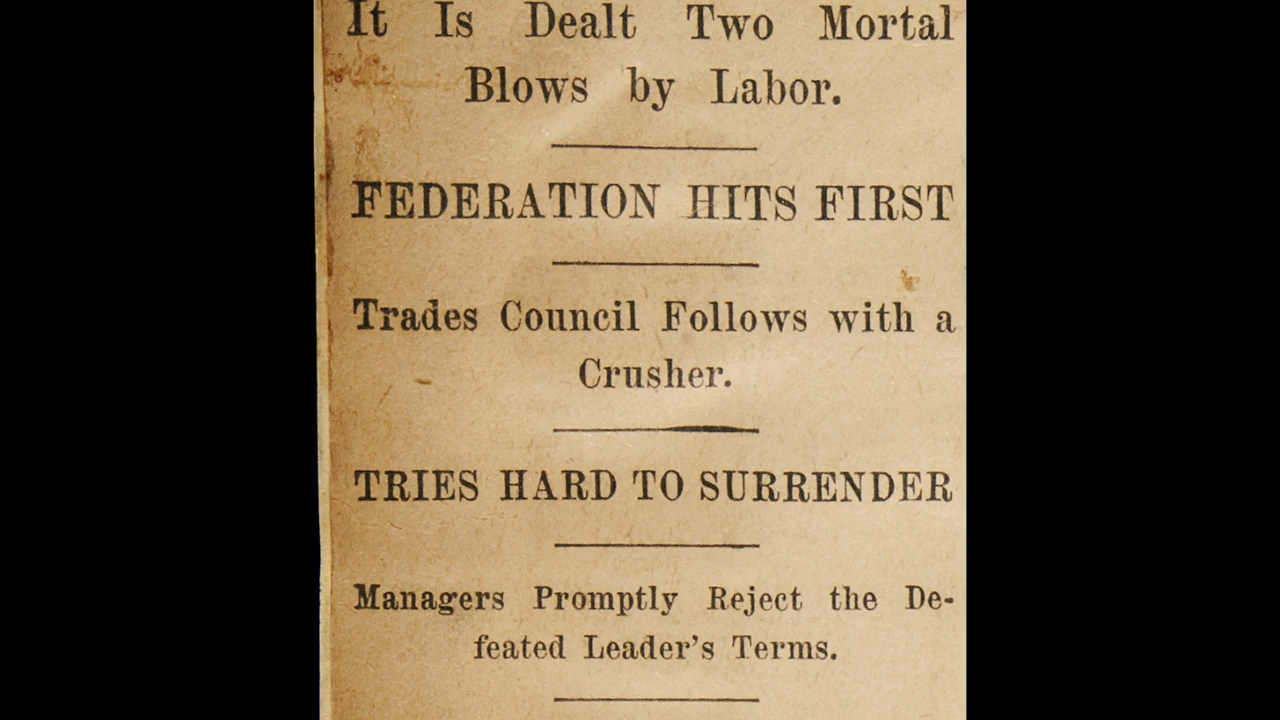 It Is Dealt Two Mortal
Blows by Labor.
FEDERATION HITS FIRST
Trades Council Follows with a
Crusher.
TRIES HARD TO SURRENDER
Managers Promptly Reject the De-
feated Leader's Terms.